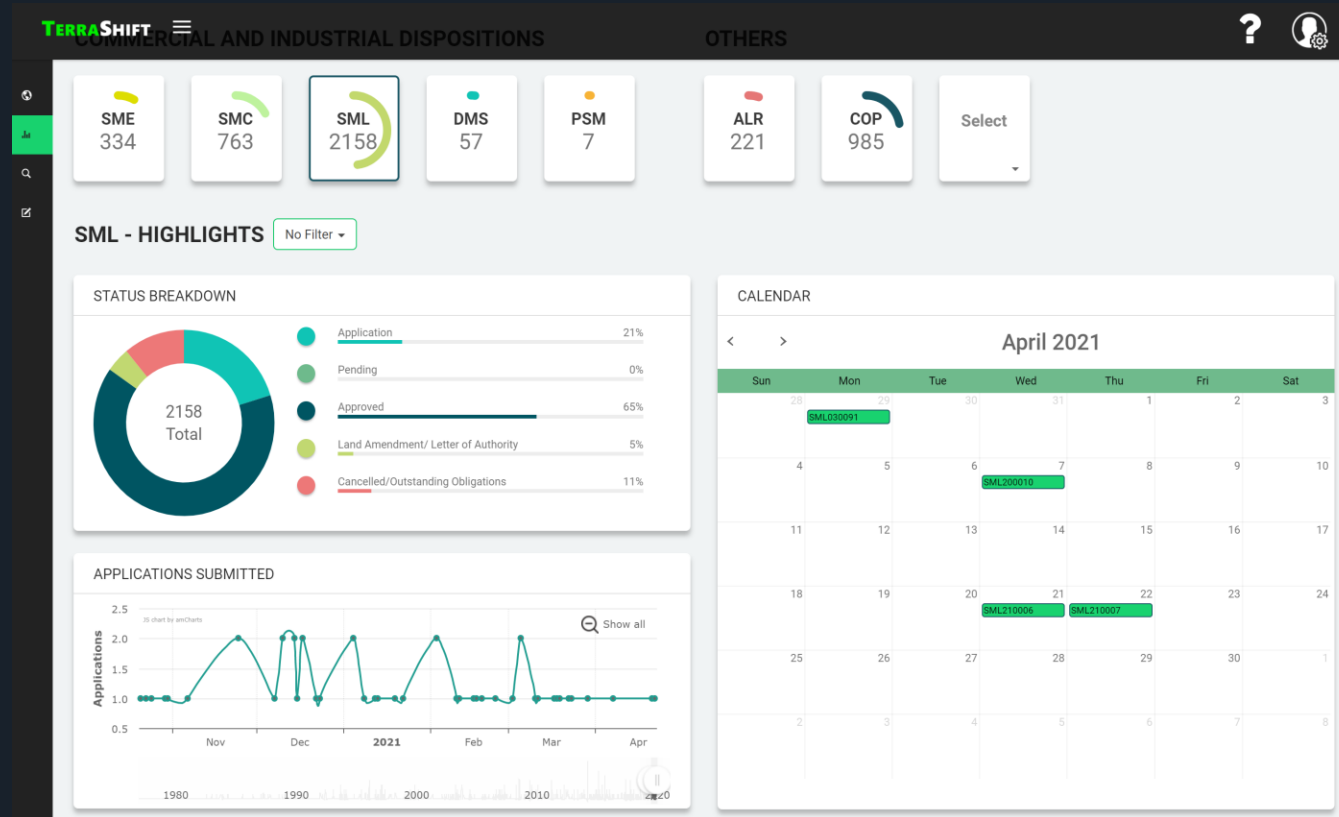 TERRASHIFT
?
COMMERCIAL AND INDUSTRIAL DISPOSITIONS
OTHERS
SME
334
SMC
763
SML
2158
DMS
57
PSM
7
ALR
221
COP
985
Select
SML - HIGHLIGHTS
No Filter
STATUS BREAKDOWN
2158
Total
Application 21%
Pending 0%
Approved 65%
Land Amendment/ Letter of Authority 5%
Cancelled/Outstanding Obligations 11%
APPLICATIONS SUBMITTED
JS chart by amCharts
Show all
Applications
2.5
2.0
1.5
1.0
0.5
Nov Dec 2021 Feb Mar Apr
1980 1990 2000 2010
CALENDAR
< >
April 2021
Sun Mon Tue Wed Thu Fri Sat
28 29 30 31 1 2 3
SML030091
4 5 6 7 8 9 10
SML200010
11 12 13 14 15 16 17
18 19 20 21 22 23 24
SML210006 SML210007
25 26 27 28 29 30 1
2 3 4 5 6 7 8